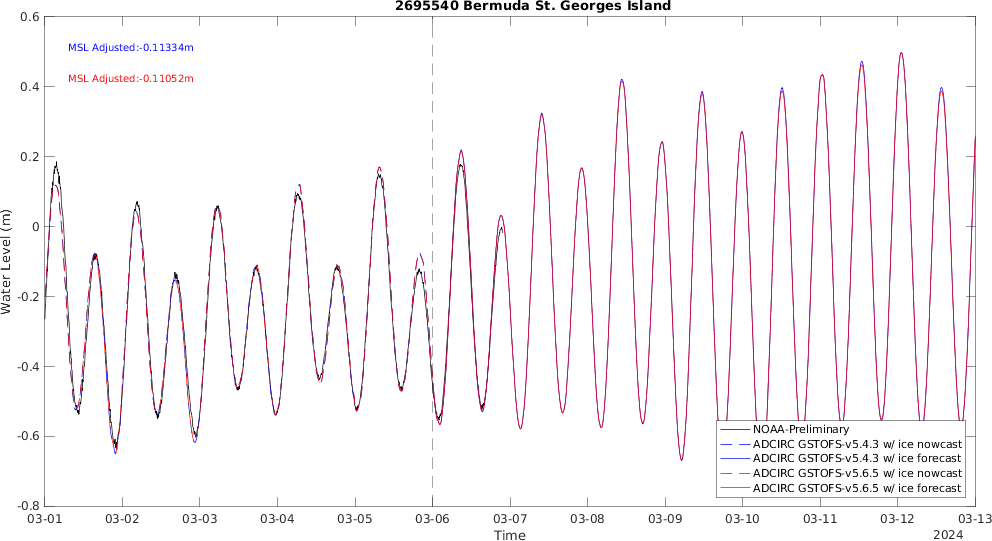 2695540 Bermuda St. Georges Island
0.6
0.4
0.2
0
-0.2
-0.4
-0.6
-0.8
Water Level (m)
MSL Adjusted:-0.11334m
MSL Adjusted:-0.11052m
NOAA-Preliminary
ADCIRC GSTOFS-v5.4.3 w/ ice nowcast
ADCIRC GSTOFS-v5.4.3 w/ ice forecast
ADCIRC GSTOFS-v5.6.5 w/ ice nowcast
ADCIRC GSTOFS-v5.6.5 w/ ice forecast
03-01 03-02 03-03 03-04 03-05 03-06 03-07 03-08 03-09 03-10 03-11 03-12 03-13
Time
2024